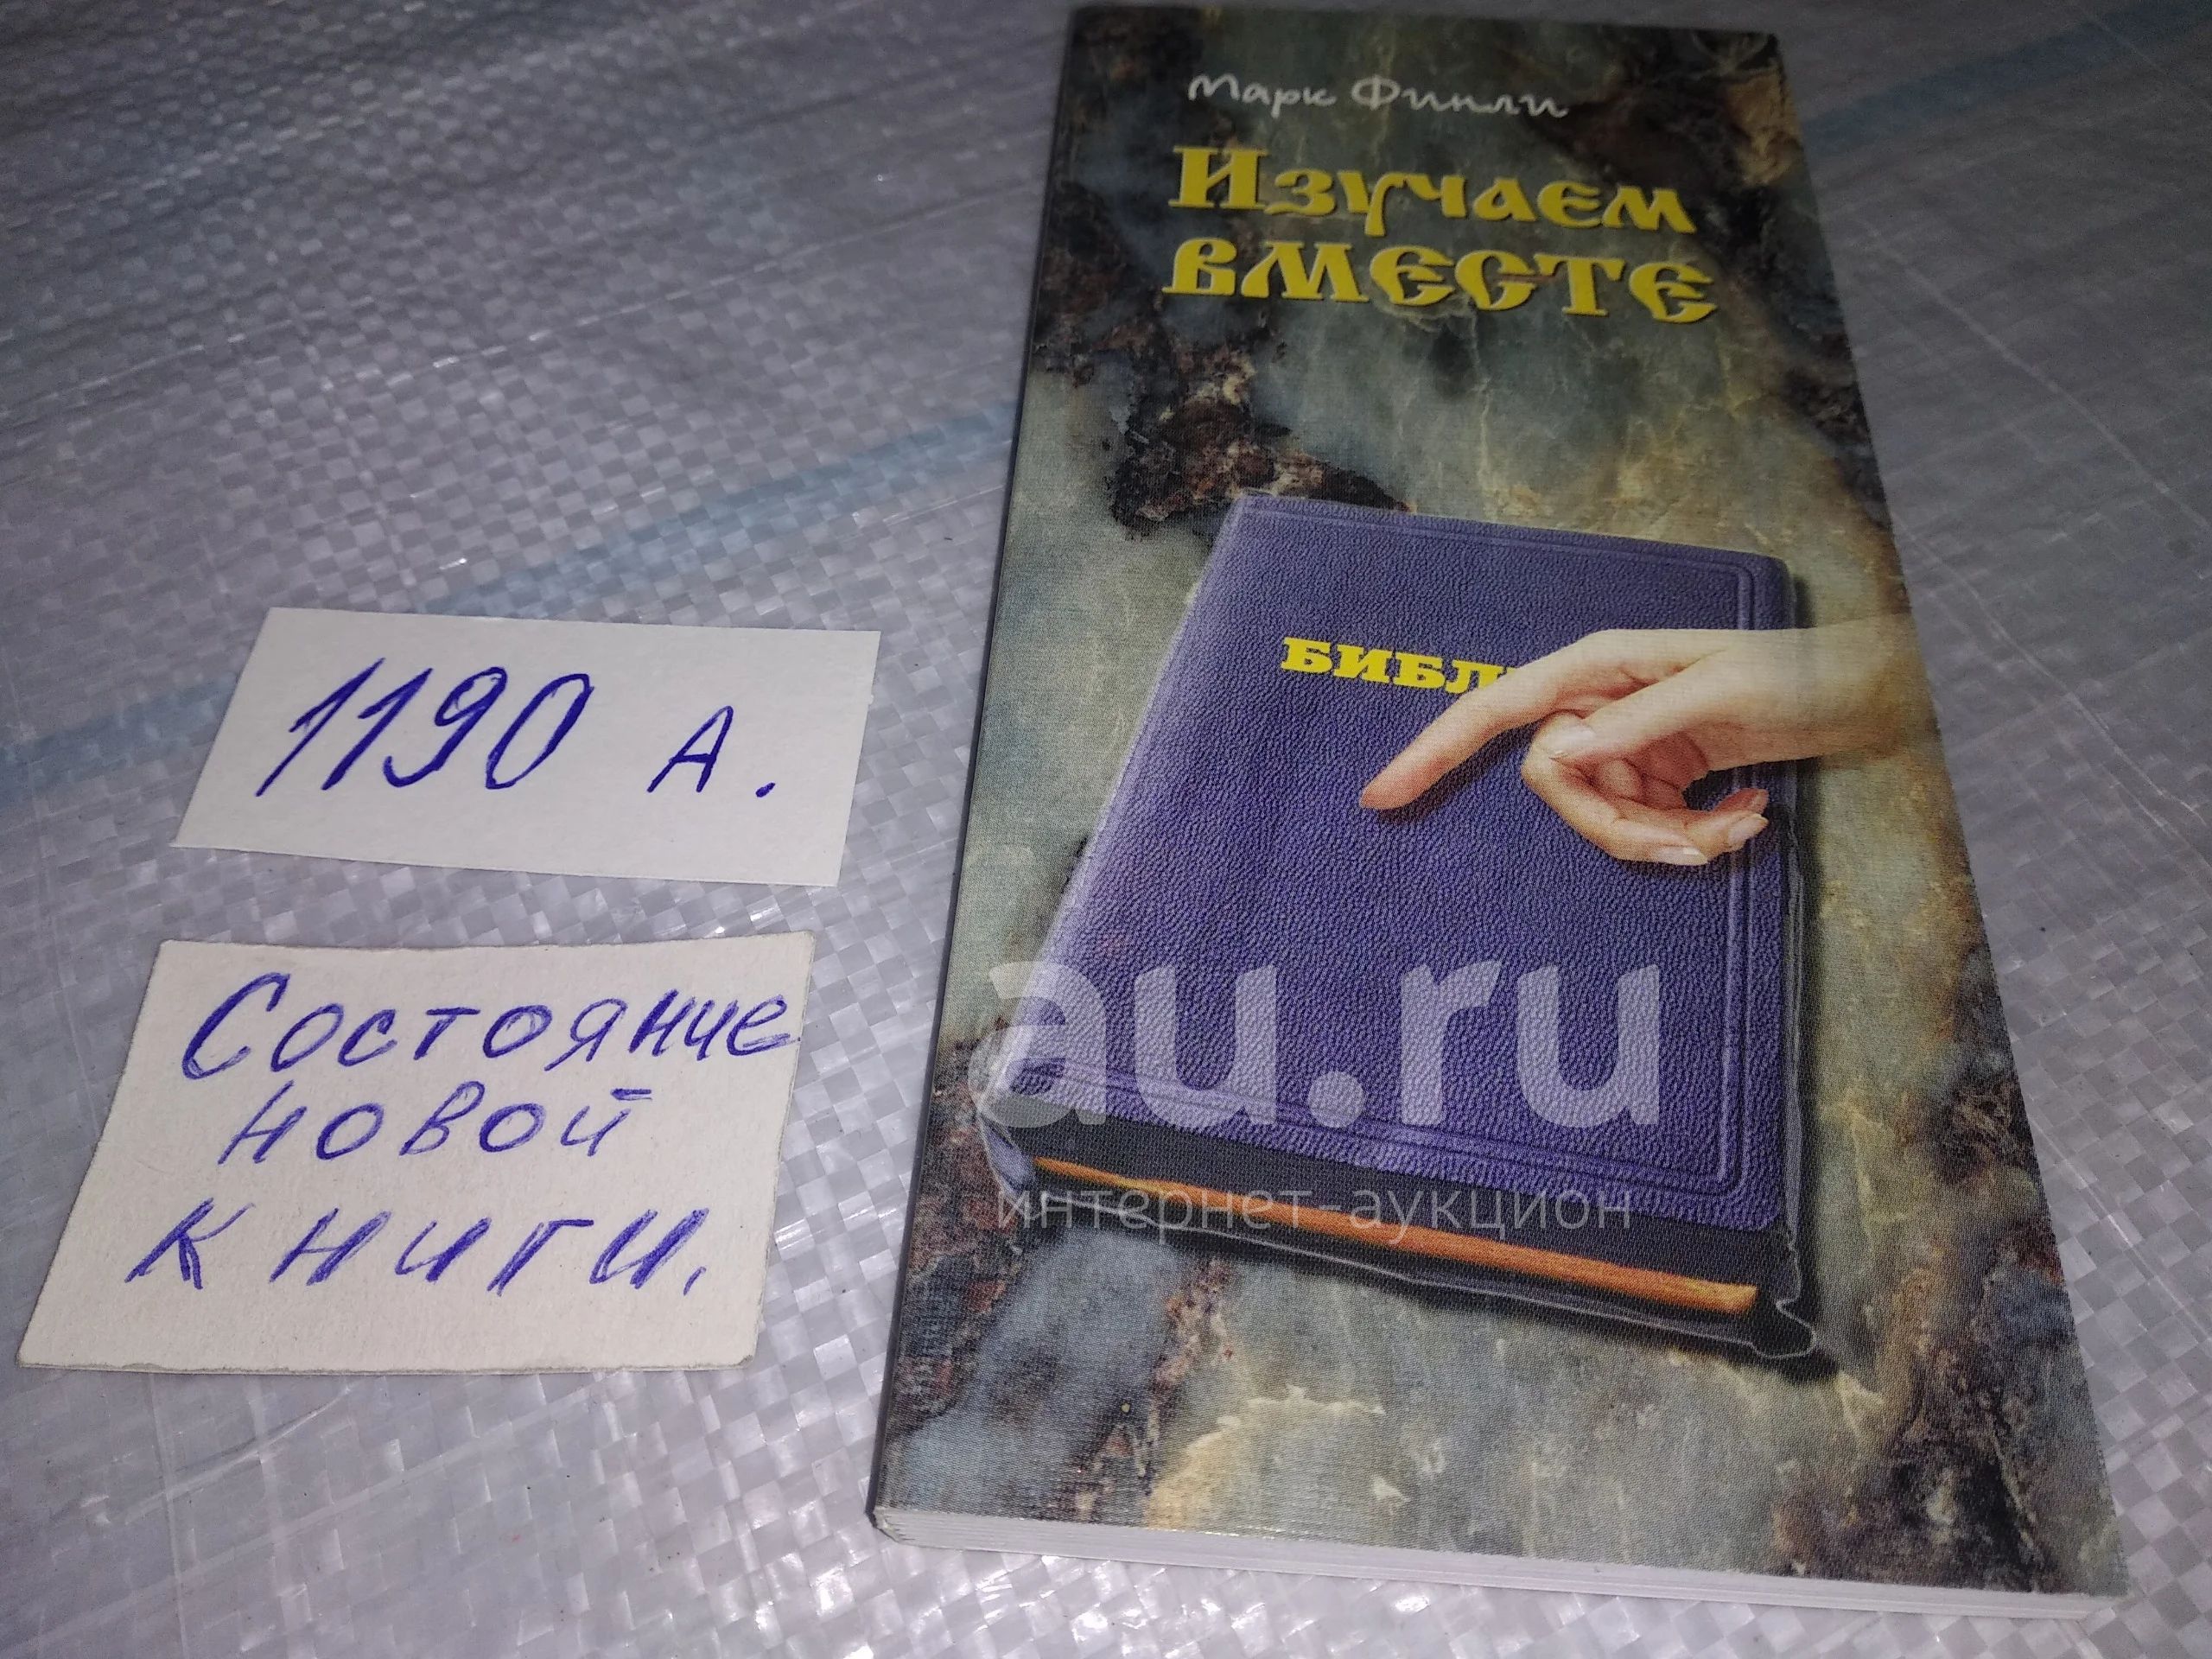 Марк Финли
Изучаем
вместе
БИБЛ
1190 А.
Состояние
новой
книги.
au.ru
интернет-аукцион